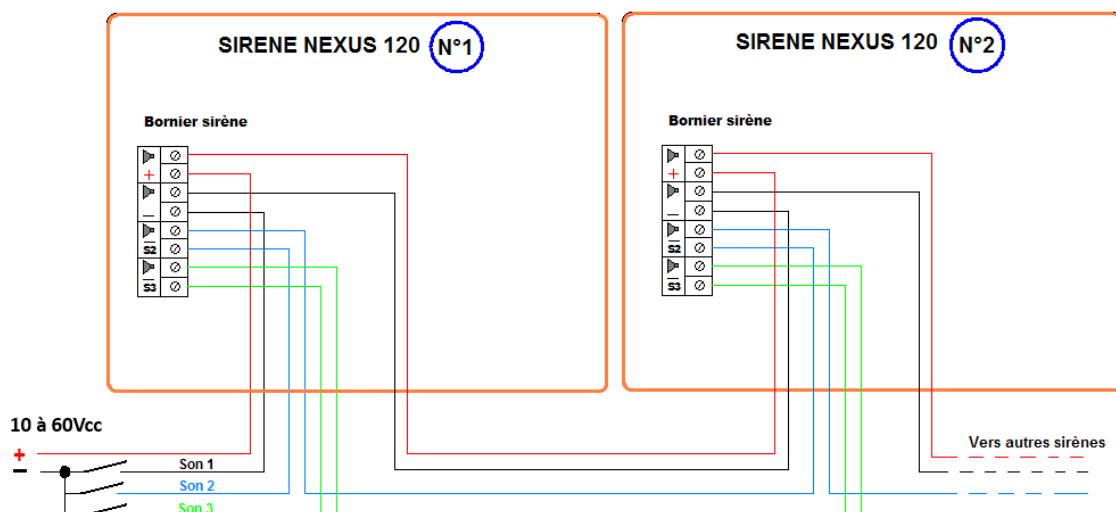 SIRENE NEXUS 120 N°1
SIRENE NEXUS 120 N°2
Bornier sirène
+
—
S2
S3
Bornier sirène
+
—
S2
S3
10 à 60Vcc
+
−
Son 1
Son 2
Son 3
Vers autres sirènes